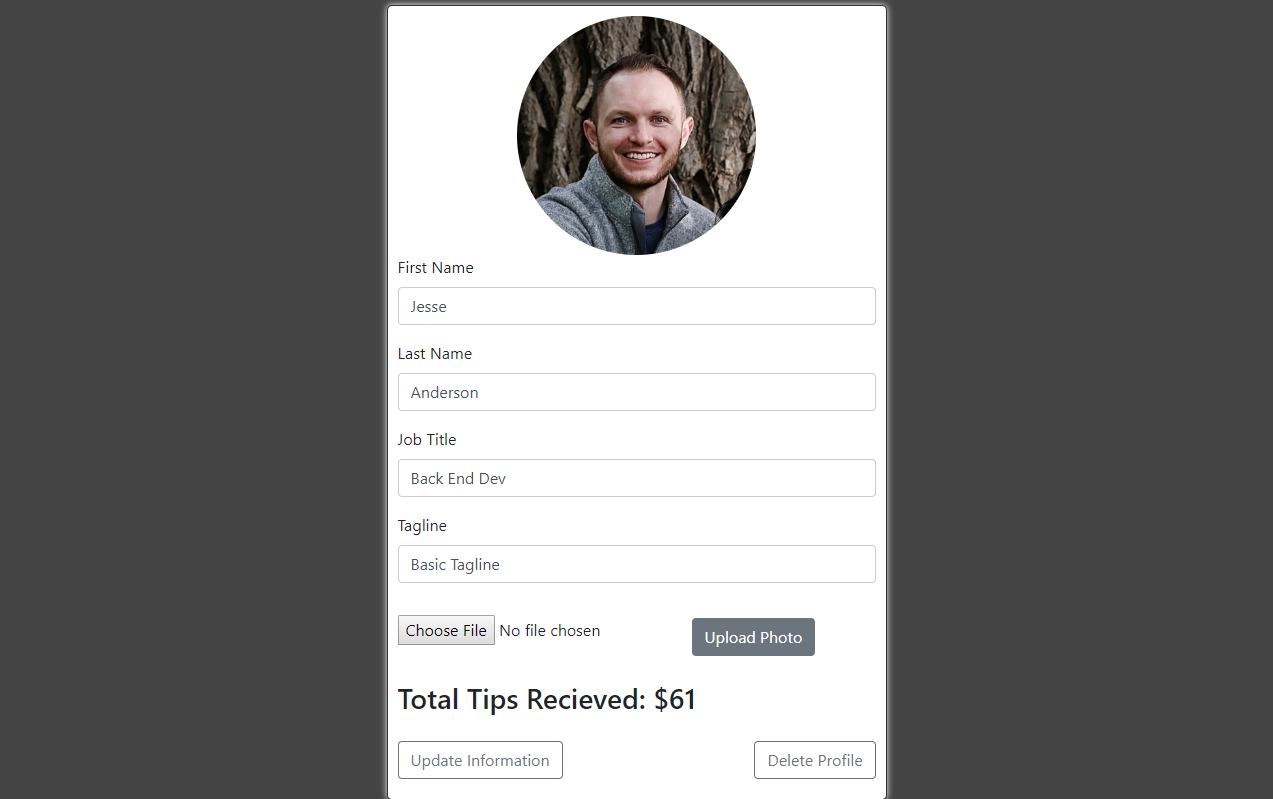 First Name
Jesse
Last Name
Anderson
Job Title
Back End Dev
Tagline
Basic Tagline
Choose File No file chosen Upload Photo
Total Tips Recieved: $61
Update Information Delete Profile